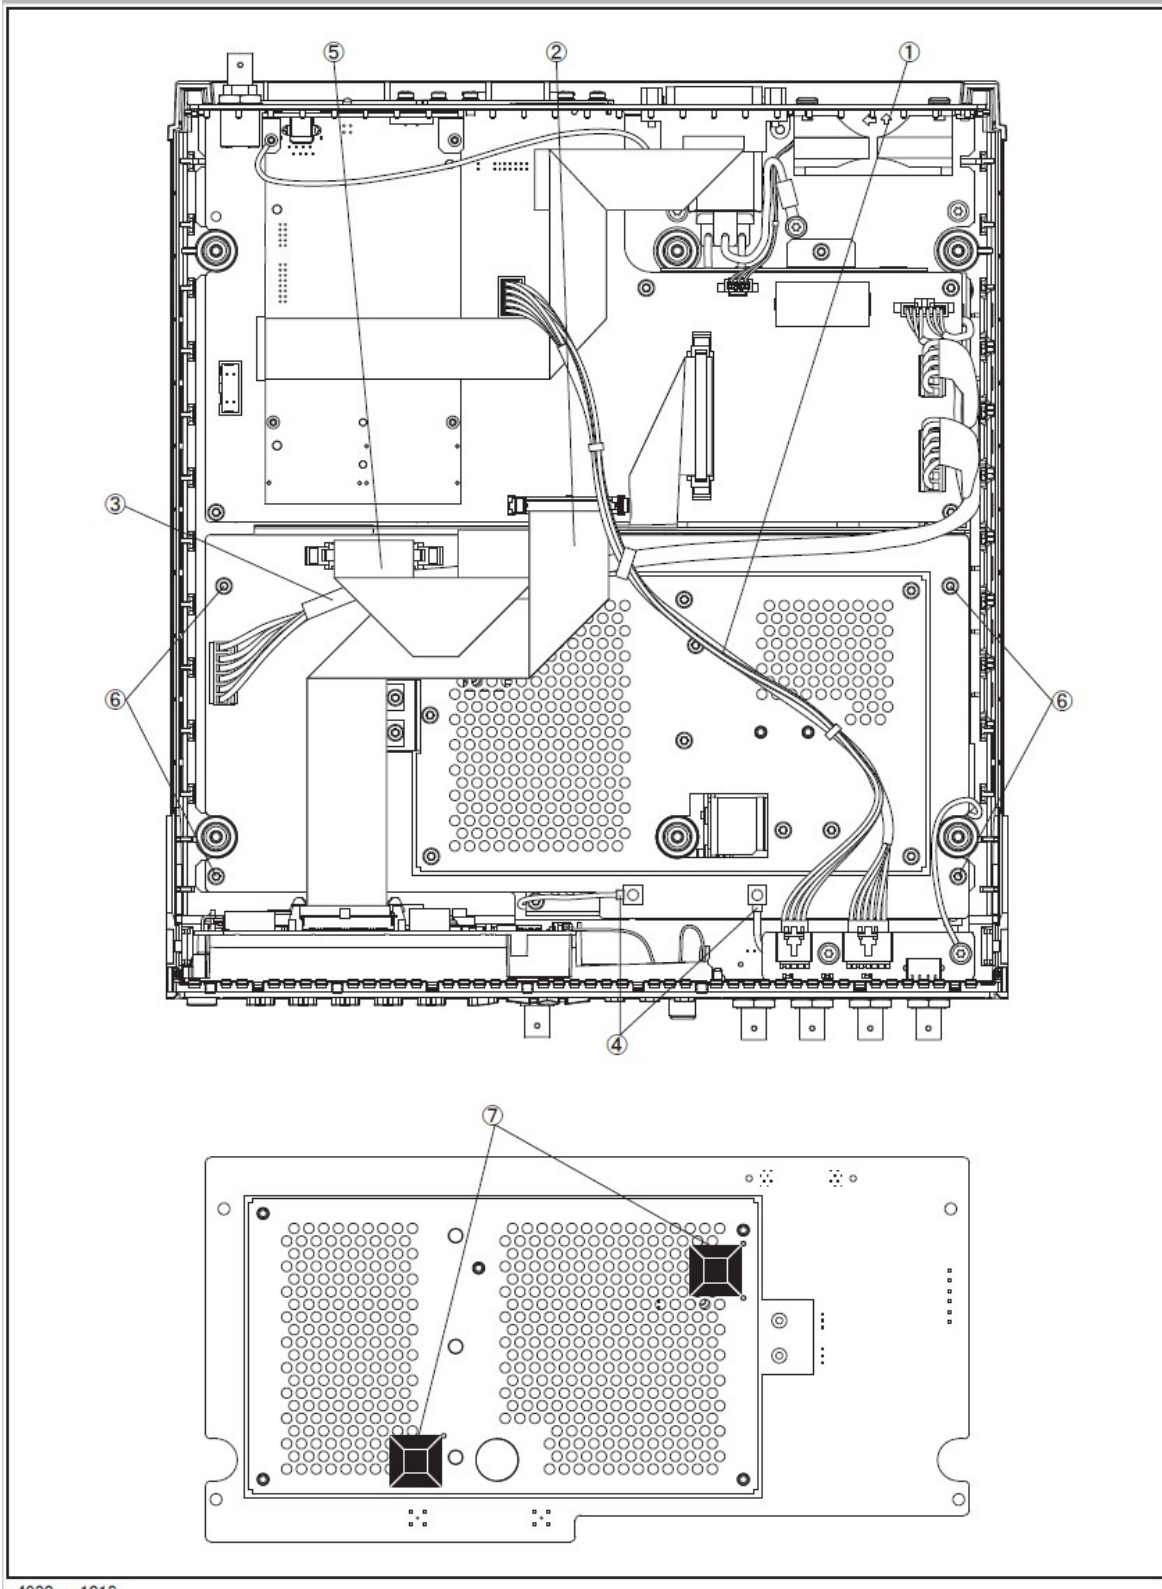 ⑤ ② ①
③
⑥ ⑥
④
⑦